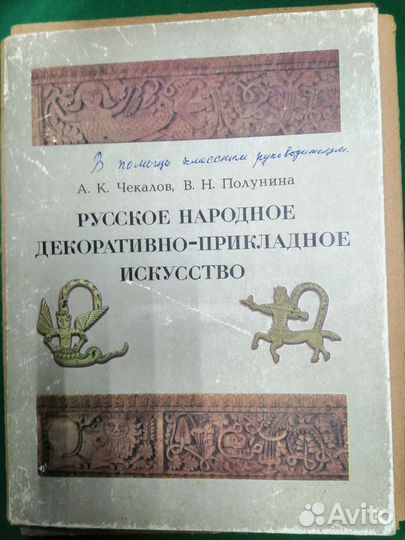 В помощь классным руководителям.
А. К. Чекалов, В. Н. Полунина
РУССКОЕ НАРОДНОЕ
ДЕКОРАТИВНО-ПРИКЛАДНОЕ
ИСКУССТВО
Avito